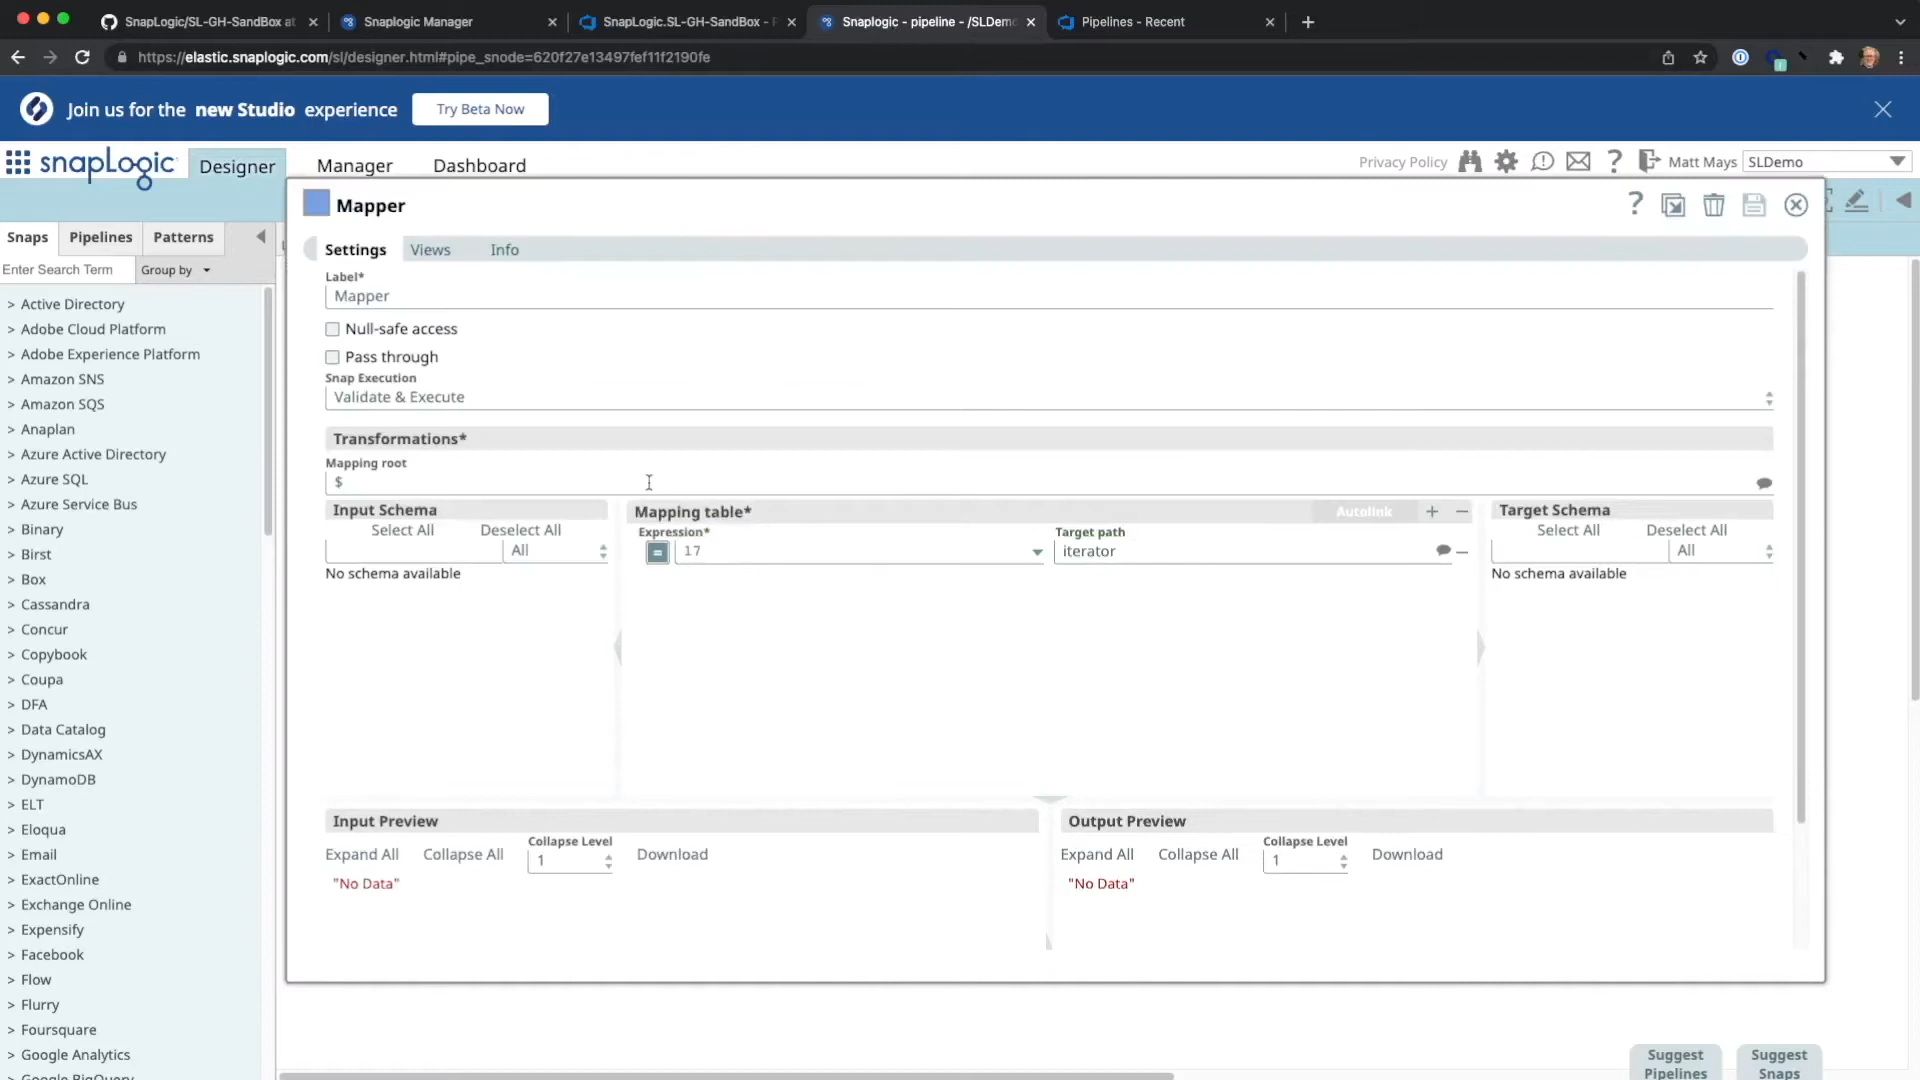 SnapLogic/SL-GH-SandBox at
Snaplogic Manager
SnapLogic.SL-GH-SandBox - P
Snaplogic - pipeline - /SLDemo
Pipelines - Recent
https://elastic.snaplogic.com/sl/designer.html#pipe_snode=620f27e13497fef11f2190fe
Join us for the new Studio experience
Try Beta Now
snapLogic
Designer
Manager
Dashboard
Privacy Policy
Matt Mays
SLDemo
Mapper
Snaps
Pipelines
Patterns
Enter Search Term
Group by
Settings
Views
Info
Label*
Mapper
Null-safe access
Pass through
Snap Execution
Validate & Execute
Transformations*
Mapping root
$
Input Schema
Select All
Deselect All
All
No schema available
Mapping table*
Autolink
Expression*
= 17
Target path
iterator
Target Schema
Select All
Deselect All
All
No schema available
Input Preview
Expand All
Collapse All
Collapse Level
1
Download
"No Data"
Output Preview
Expand All
Collapse All
Collapse Level
1
Download
"No Data"
> Active Directory
> Adobe Cloud Platform
> Adobe Experience Platform
> Amazon SNS
> Amazon SQS
> Anaplan
> Azure Active Directory
> Azure SQL
> Azure Service Bus
> Binary
> Birst
> Box
> Cassandra
> Concur
> Copybook
> Coupa
> DFA
> Data Catalog
> DynamicsAX
> DynamoDB
> ELT
> Eloqua
> Email
> ExactOnline
> Exchange Online
> Expensify
> Facebook
> Flow
> Flurry
> Foursquare
> Google Analytics
> Google BigQuery
Suggest Pipelines
Suggest Snaps